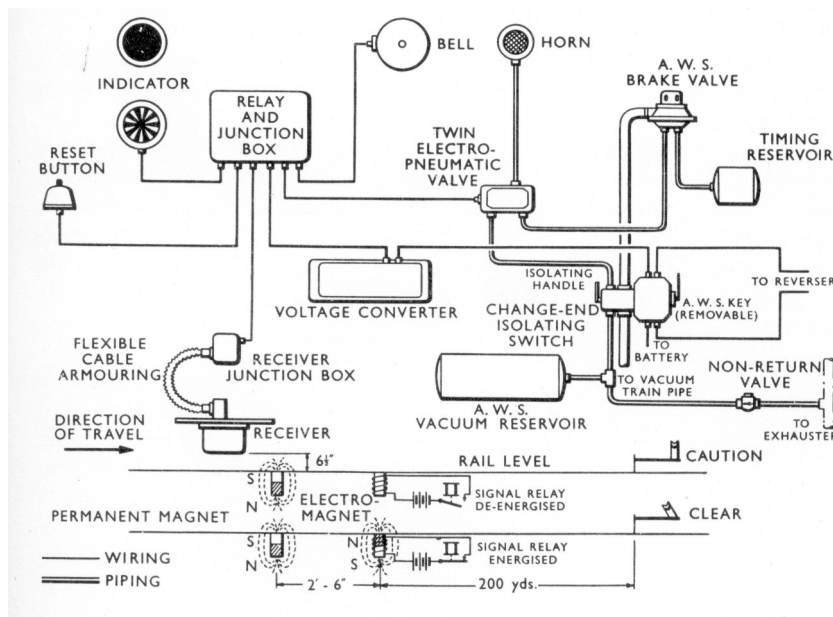 INDICATOR
BELL
HORN
A. W. S.
BRAKE VALVE
RELAY
AND
JUNCTION
BOX
RESET
BUTTON
TWIN
ELECTRO-
PNEUMATIC
VALVE
TIMING
RESERVOIR
VOLTAGE CONVERTER
ISOLATING
HANDLE
CHANGE-END
ISOLATING
SWITCH
TO REVERSER
A. W. S. KEY
(REMOVABLE)
TO
BATTERY
FLEXIBLE
CABLE
ARMOURING
RECEIVER
JUNCTION BOX
A. W. S.
VACUUM RESERVOIR
TO VACUUM
TRAIN PIPE
NON-RETURN
VALVE
TO
EXHAUSTER
DIRECTION
OF TRAVEL
RECEIVER
6½"
RAIL LEVEL
CAUTION
S
N
ELECTRO-
MAGNET
SIGNAL RELAY
DE-ENERGISED
PERMANENT MAGNET
CLEAR
S
N
N
S
SIGNAL RELAY
ENERGISED
WIRING
PIPING
2' - 6"
200 yds.